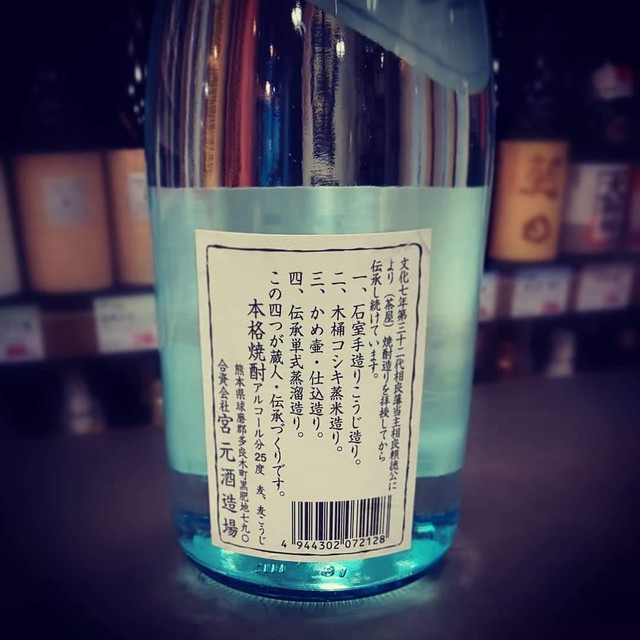 文化七年第三十二代相良藩当主相良頼徳公に
より(茶屋)焼酎造りを拝授してから
伝承し続けています。
一、石室手造りこうじ造り。
二、木桶コシキ蒸米造り。
三、かめ壷・仕込造り。
四、伝承単式蒸溜造り。
この四つが蔵人・伝承づくりです。
本格焼酎 アルコール分25度 麦、麦こうじ
熊本県球磨郡多良木町黒肥地七九〇
合資会社 宮元酒造場
4 944302 072128